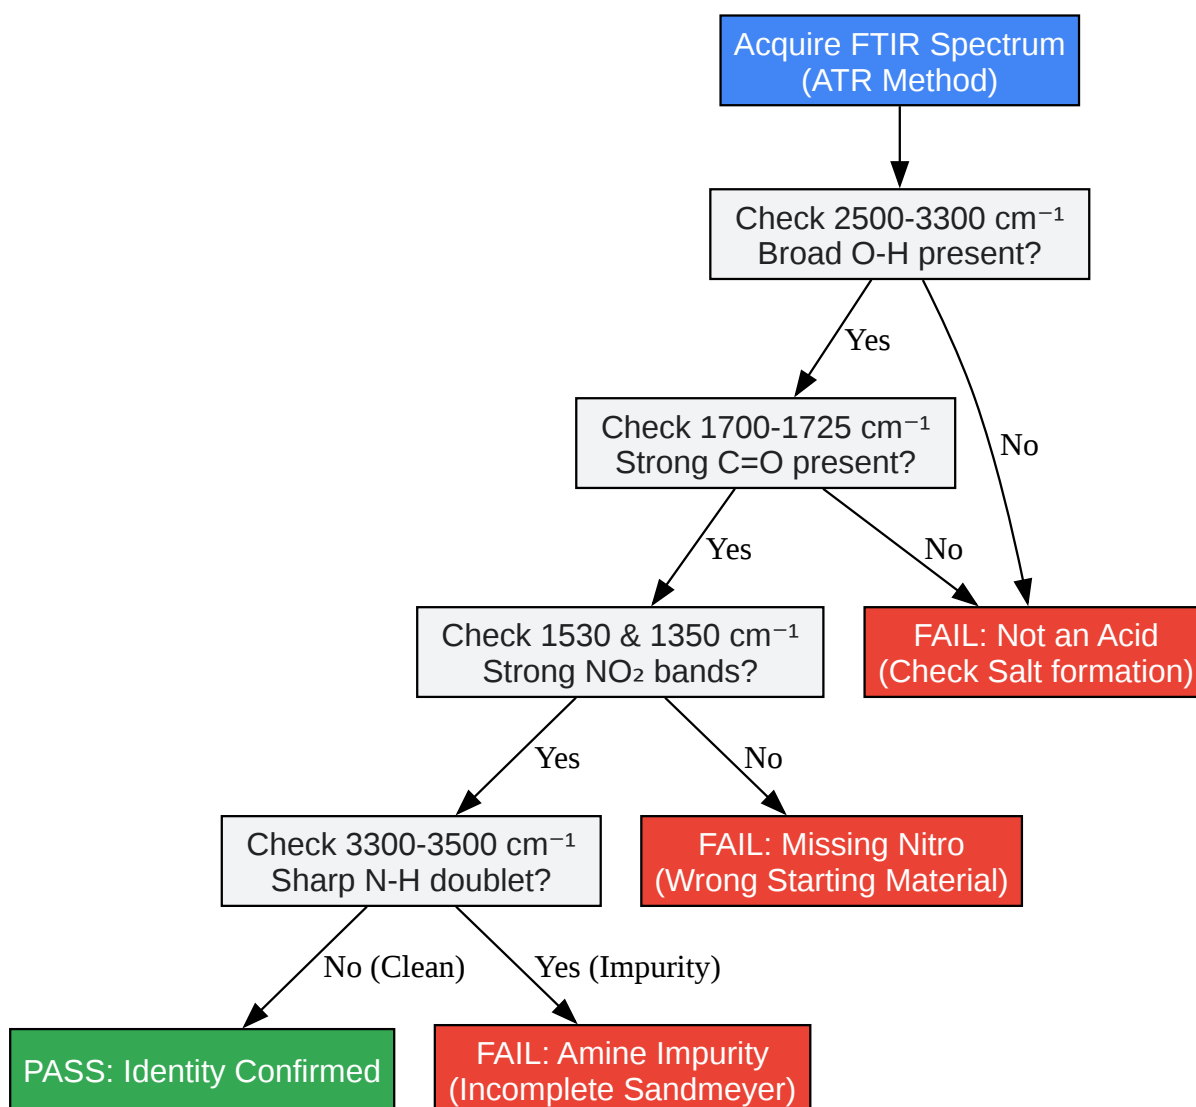 Acquire FTIR Spectrum
(ATR Method)
Check 2500-3300 cm⁻¹
Broad O-H present?
Yes
No
Check 1700-1725 cm⁻¹
Strong C=O present?
Yes
No
Check 1530 & 1350 cm⁻¹
Strong NO₂ bands?
FAIL: Not an Acid
(Check Salt formation)
Yes
No
Check 3300-3500 cm⁻¹
Sharp N-H doublet?
FAIL: Missing Nitro
(Wrong Starting Material)
No (Clean)
Yes (Impurity)
PASS: Identity Confirmed
FAIL: Amine Impurity
(Incomplete Sandmeyer)